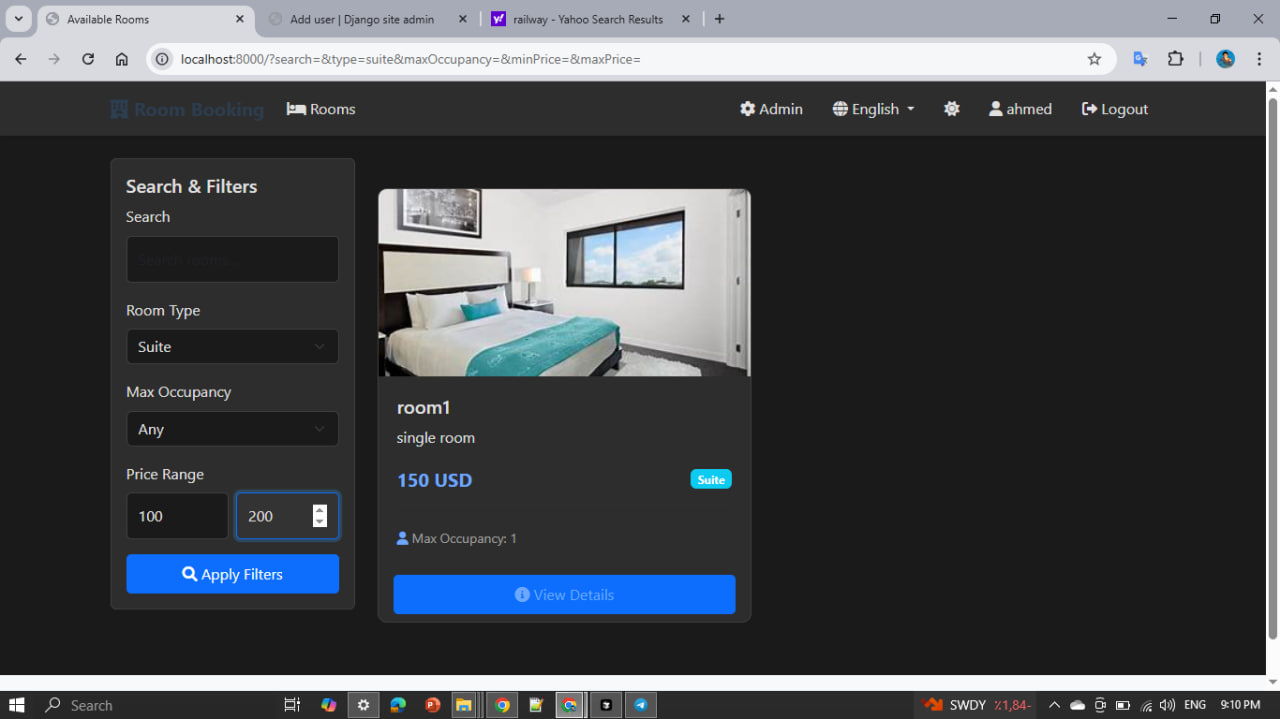 Available Rooms
Add user | Django site admin
railway - Yahoo Search Results
localhost:8000/?search=&type=suite&maxOccupancy=&minPrice=&maxPrice=
Room Booking
Rooms
Admin
English
ahmed
Logout
Search & Filters
Search
Search rooms...
Room Type
Suite
Max Occupancy
Any
Price Range
100
200
Apply Filters
room1
single room
150 USD
Suite
Max Occupancy: 1
View Details
Search
SWDY
٪1,84-
ENG
9:10 PM